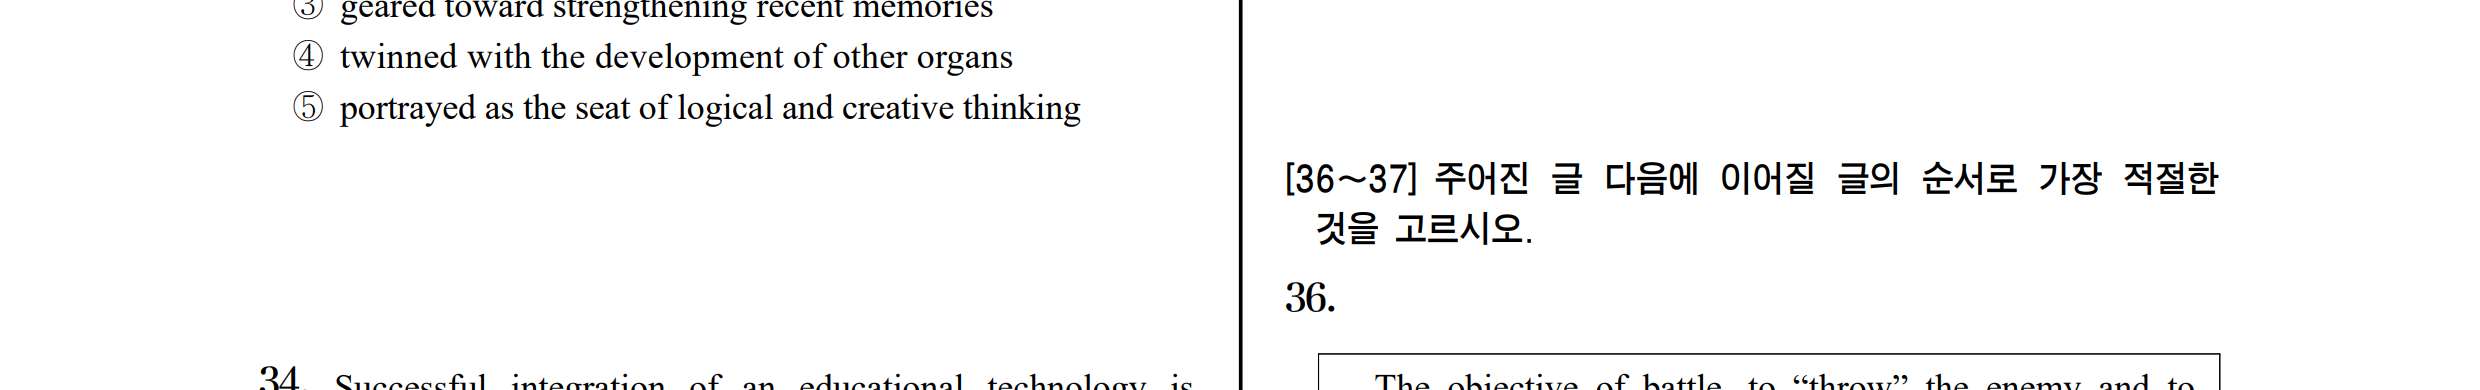 ③ geared toward strengthening recent memories
④ twinned with the development of other organs
⑤ portrayed as the seat of logical and creative thinking
34. Successful integration of an educational technology is
[36~37] 주어진 글 다음에 이어질 글의 순서로 가장 적절한
것을 고르시오.
36.
The objective of battle, to “throw” the enemy and to